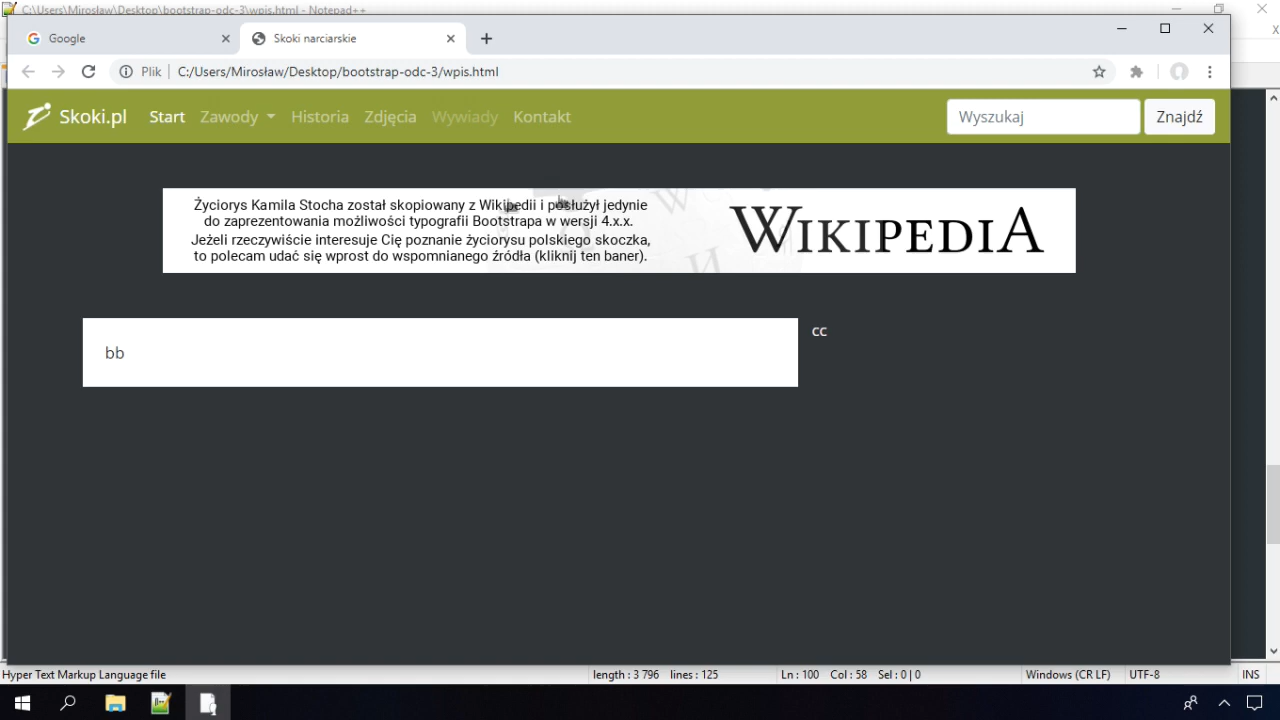 C:\Users\Mirosław\Desktop\bootstrap-odc-3\wpis.html - Notepad++
Google
Skoki narciarskie
Plik
C:/Users/Mirosław/Desktop/bootstrap-odc-3/wpis.html
Skoki.pl Start Zawody Historia Zdjęcia Wywiady Kontakt Wyszukaj Znajdź
Życiorys Kamila Stocha został skopiowany z Wikipedii i posłużył jedynie
do zaprezentowania możliwości typografii Bootstrapa w wersji 4.x.x.
Jeżeli rzeczywiście interesuje Cię poznanie życiorysu polskiego skoczka,
to polecam udać się wprost do wspomnianego źródła (kliknij ten baner).
WIKIPEDIA
bb
cc
Hyper Text Markup Language file length : 3 796 lines : 125 Ln : 100 Col : 58 Sel : 0 | 0 Windows (CR LF) UTF-8 INS